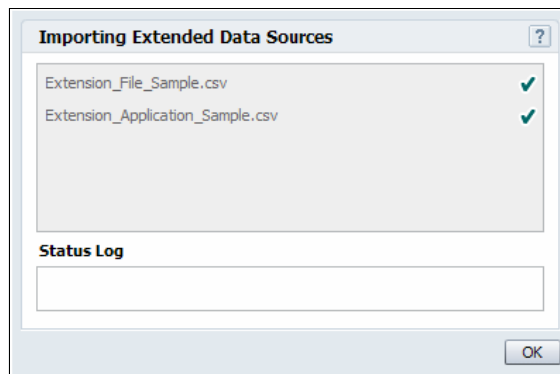 Importing Extended Data Sources ?
Extension_File_Sample.csv
Extension_Application_Sample.csv
Status Log
OK